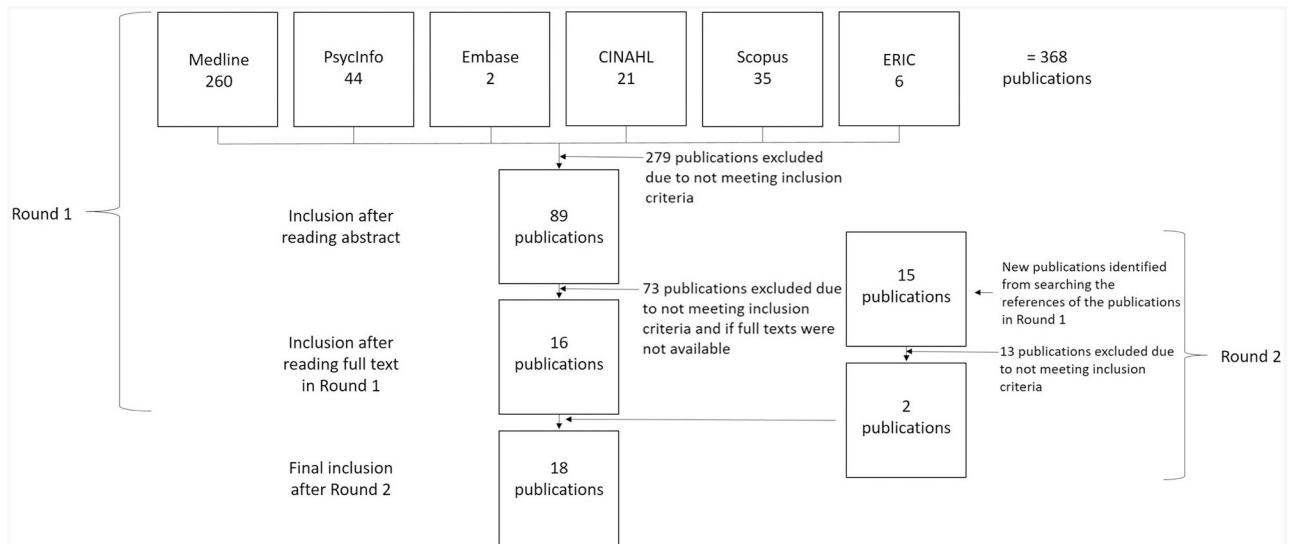 Medline
260
PsycInfo
44
Embase
2
CINAHL
21
Scopus
35
ERIC
6
= 368
publications
279 publications excluded
due to not meeting inclusion
criteria
Round 1
Inclusion after
reading abstract
89
publications
15
publications
New publications identified
from searching the
references of the publications
in Round 1
73 publications excluded due
to not meeting inclusion
criteria and if full texts were
not available
Inclusion after
reading full text
in Round 1
16
publications
13 publications excluded due
to not meeting inclusion
criteria
Round 2
2
publications
Final inclusion
after Round 2
18
publications